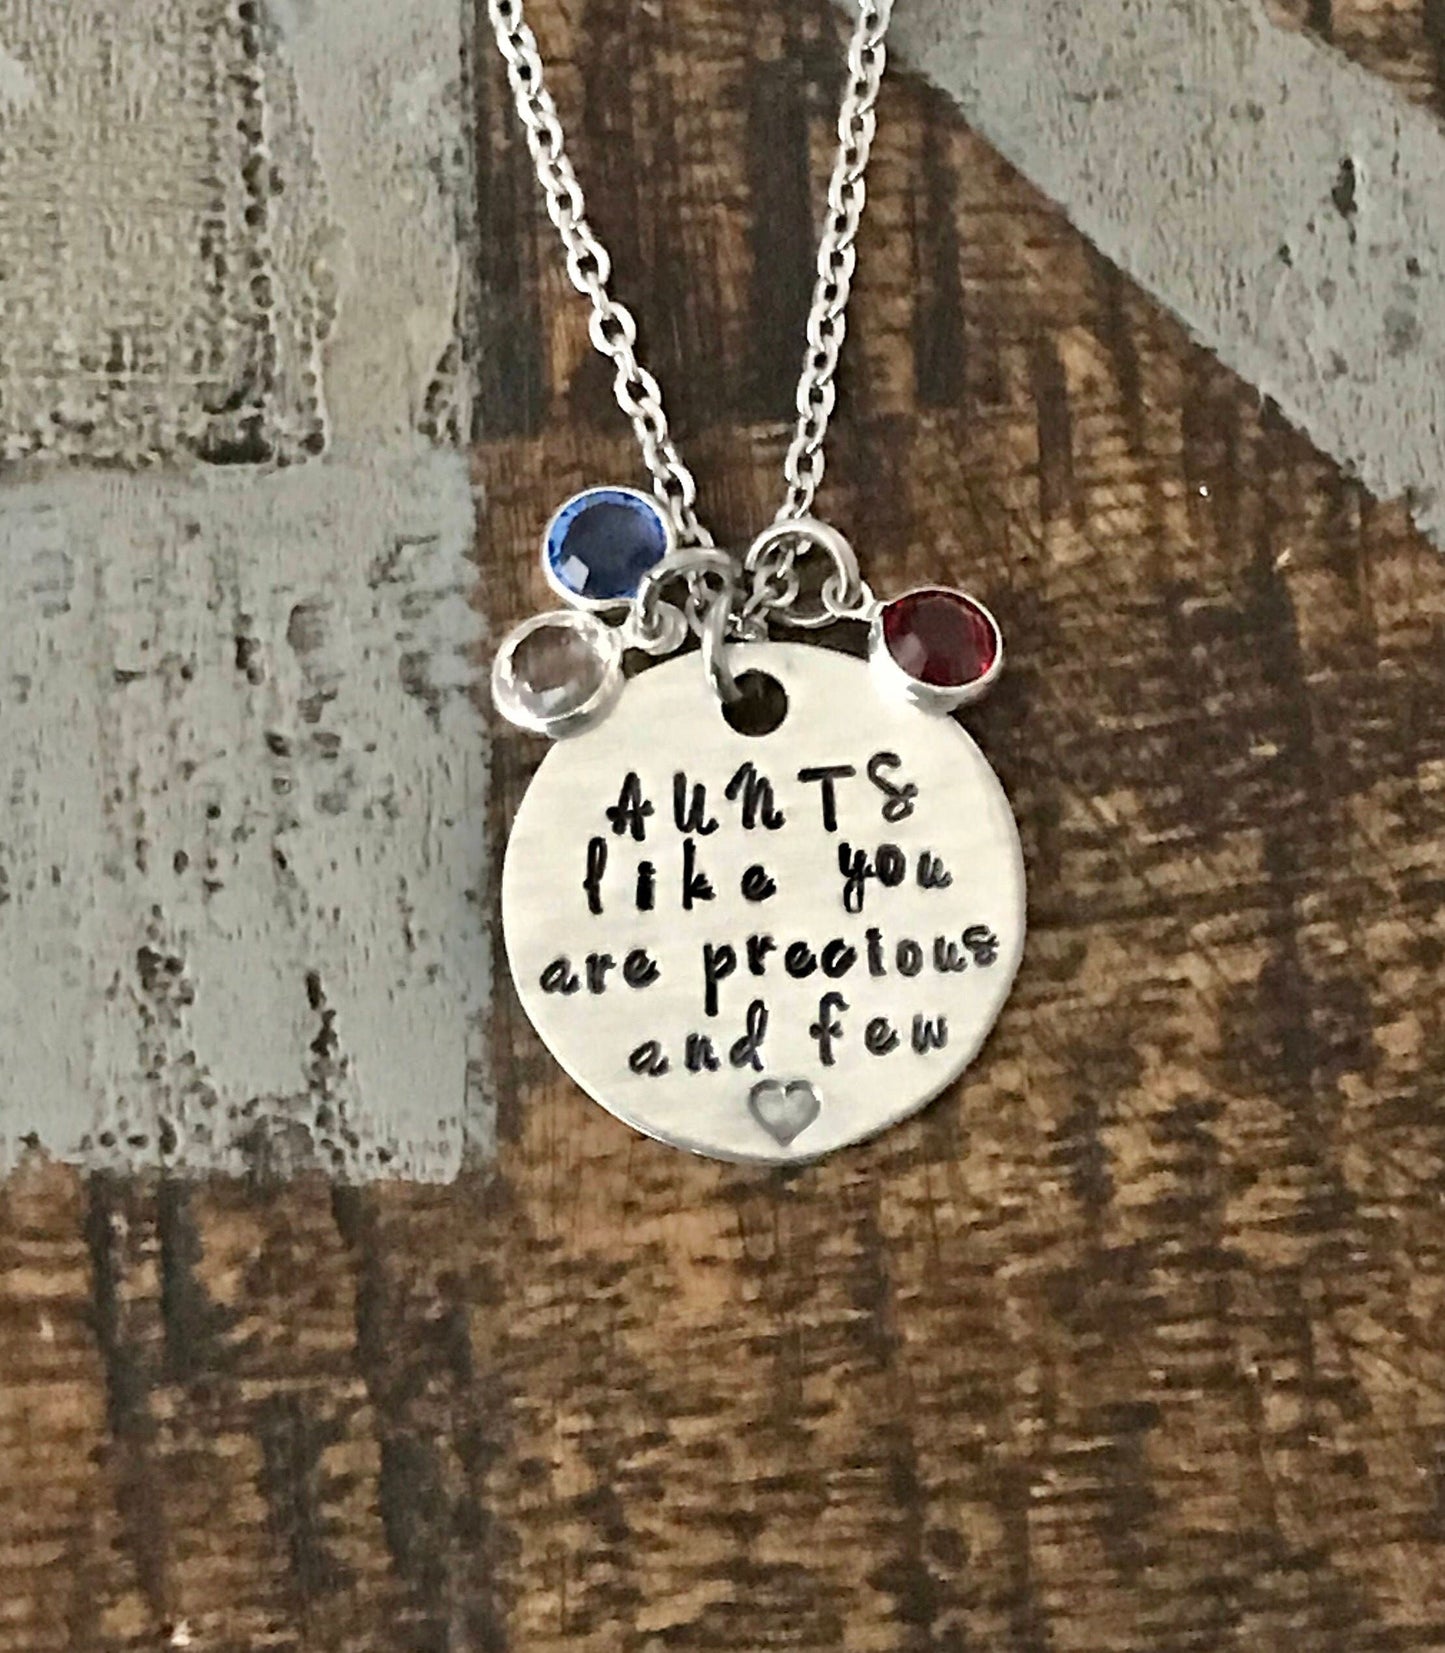 AUNTS
like you
are precious
and few